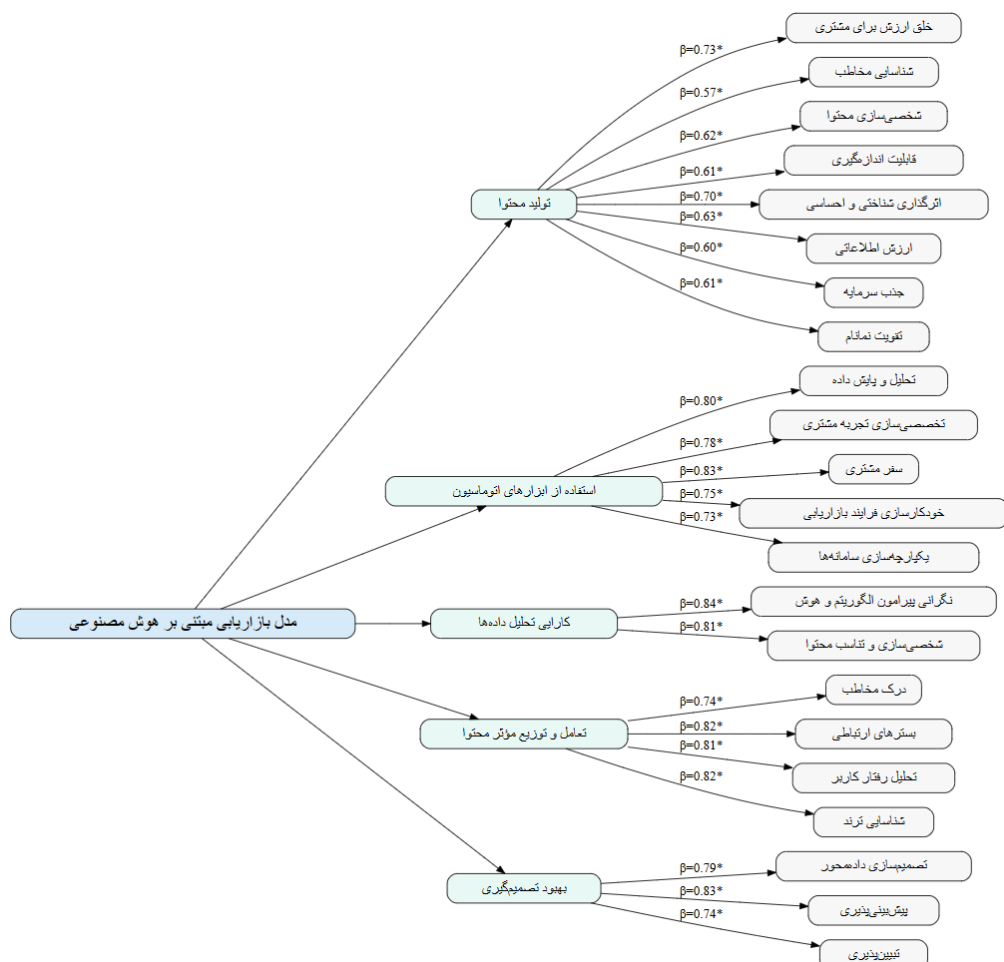 خلق ارزش برای مشتری
β=0.73*
شناسایی مخاطب
β=0.57*
شخصی‌سازی محتوا
β=0.62*
قابلیت اندازه‌گیری
β=0.61*
تولید محتوا
اثرگذاری شناختی و احساسی
β=0.70*
ارزش اطلاعاتی
β=0.63*
جذب سرمایه
β=0.60*
تقویت نمانام
β=0.61*
تحلیل و پایش داده
β=0.80*
تخصصی‌سازی تجربه مشتری
β=0.78*
سفر مشتری
β=0.83*
استفاده از ابزارهای اتوماسیون
خودکارسازی فرایند بازاریابی
β=0.75*
یکپارچه‌سازی سامانه‌ها
β=0.73*
مدل بازاریابی مبتنی بر هوش مصنوعی
کارایی تحلیل داده‌ها
نگرانی پیرامون الگوریتم و هوش
β=0.84*
شخصی‌سازی و تناسب محتوا
β=0.81*
درک مخاطب
β=0.74*
تعامل و توزیع مؤثر محتوا
بسترهای ارتباطی
β=0.82*
تحلیل رفتار کاربر
β=0.81*
شناسایی ترند
β=0.82*
تصمیم‌سازی داده‌محور
β=0.79*
بهبود تصمیم‌گیری
پیش‌بینی‌پذیری
β=0.83*
تبیین‌پذیری
β=0.74*